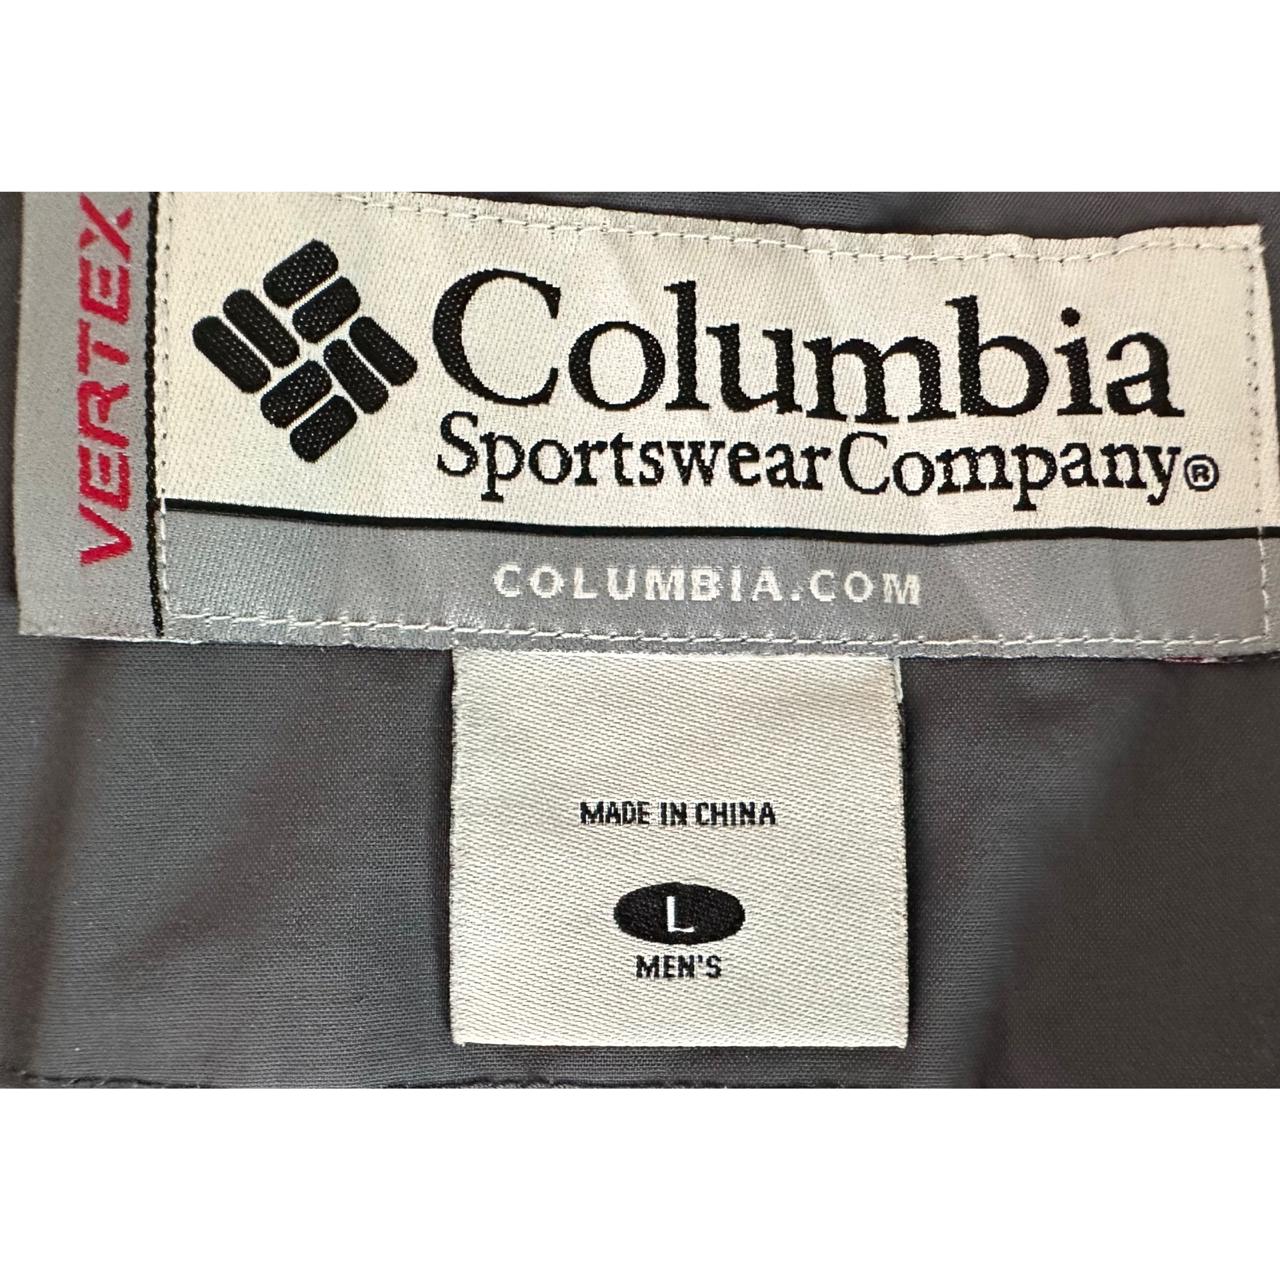 VERTEX
Columbia
Sportswear Company®
COLUMBIA.COM
MADE IN CHINA
L
MEN'S